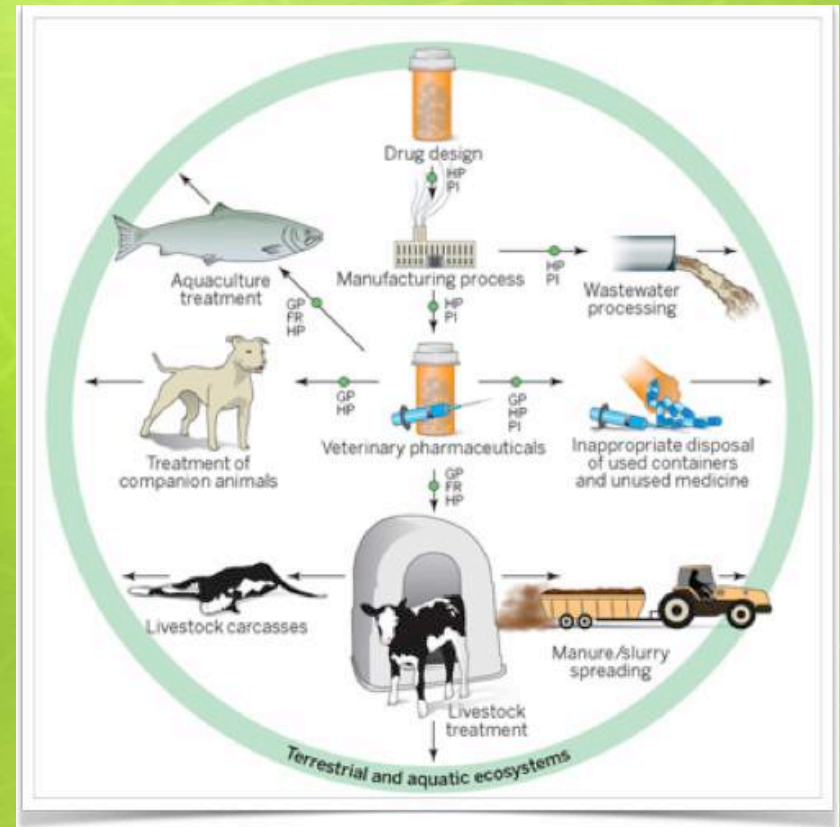 Drug design
HP
PI
Manufacturing process
HP
PI
Wastewater
processing
HP
PI
Aquaculture
treatment
GP
FR
HP
Treatment of
companion animals
GP
HP
Veterinary pharmaceuticals
GP
HP
PI
Inappropriate disposal
of used containers
and unused medicine
GP
FR
HP
Livestock carcasses
Livestock
treatment
Manure/slurry
spreading
Terrestrial and aquatic ecosystems